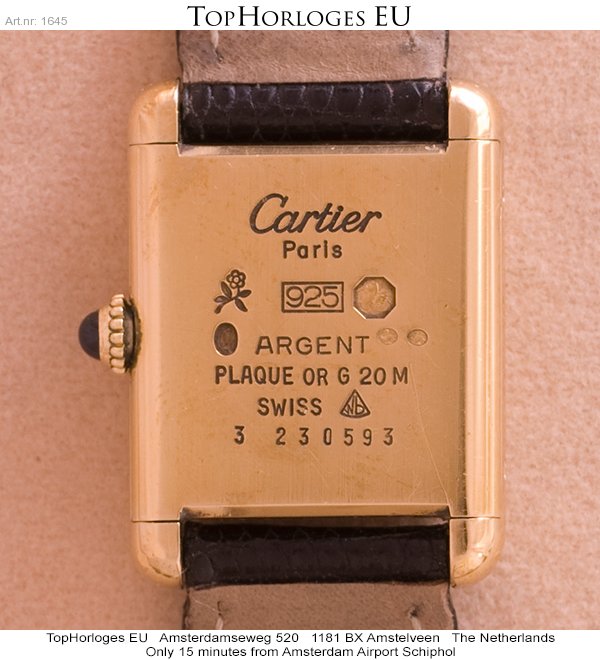 Art.nr: 1645
TopHorloges EU
Cartier
Paris
925
ARGENT
PLAQUE OR G 20 M
SWISS
3 230593
TopHorloges EU Amsterdamseweg 520 1181 BX Amstelveen The Netherlands
Only 15 minutes from Amsterdam Airport Schiphol